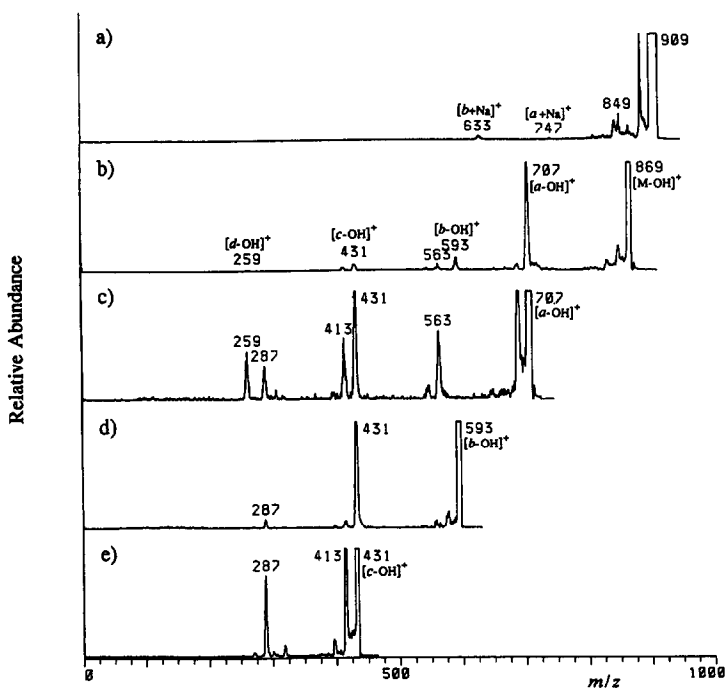 a)
909
[b+Na]+
633
[a+Na]+
747
849
b)
707
[a-OH]+
869
[M-OH]+
[d-OH]+
259
[c-OH]+
431
[b-OH]+
593
563
c)
431
707
[a-OH]+
563
413
259
287
d)
431
593
[b-OH]+
287
e)
413
431
[c-OH]+
287
0
500
1000
m/z
Relative Abundance